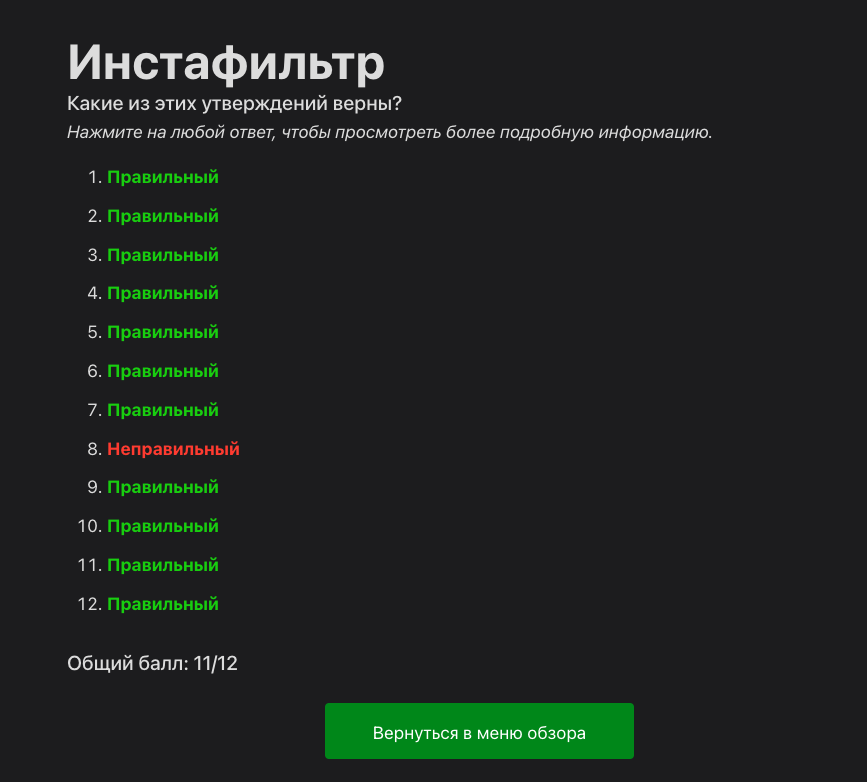 Инстафильтр
Какие из этих утверждений верны?
Нажмите на любой ответ, чтобы просмотреть более подробную информацию.
1. Правильный
2. Правильный
3. Правильный
4. Правильный
5. Правильный
6. Правильный
7. Правильный
8. Неправильный
9. Правильный
10. Правильный
11. Правильный
12. Правильный
Общий балл: 11/12
Вернуться в меню обзора